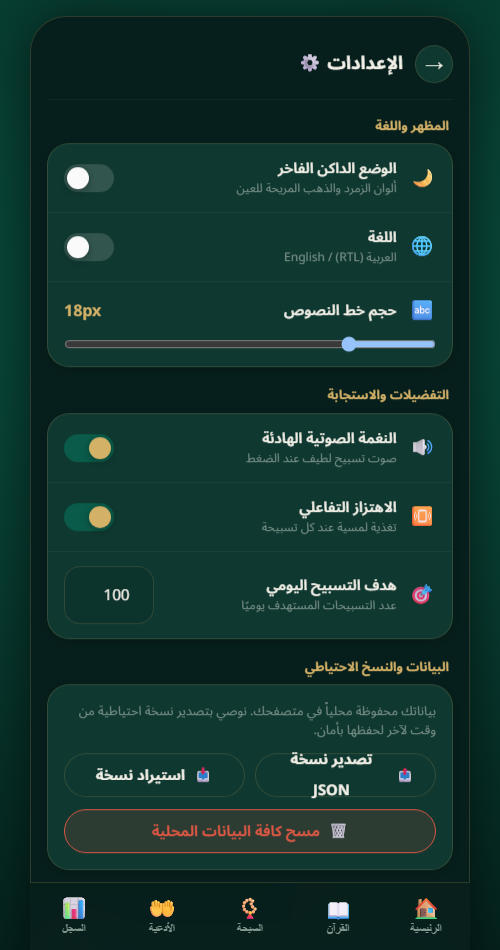 الإعدادات
المظهر واللغة
الوضع الداكن الفاخر
ألوان الزمرد والذهب المريحة للعين
اللغة
العربية (RTL) / English
حجم خط النصوص
18px
التفضيلات والاستجابة
النغمة الصوتية الهادئة
صوت تسبيح لطيف عند الضغط
الاهتزاز التفاعلي
تغذية لمسية عند كل تسبيحة
هدف التسبيح اليومي
عدد التسبيحات المستهدف يوميًا
100
البيانات والنسخ الاحتياطي
بياناتك محفوظة محلياً في متصفحك. نوصي بتصدير نسخة احتياطية من
وقت لآخر لحفظها بأمان.
تصدير نسخة
JSON
استيراد نسخة
مسح كافة البيانات المحلية
الرئيسية
القرآن
السبحة
الأدعية
السجل